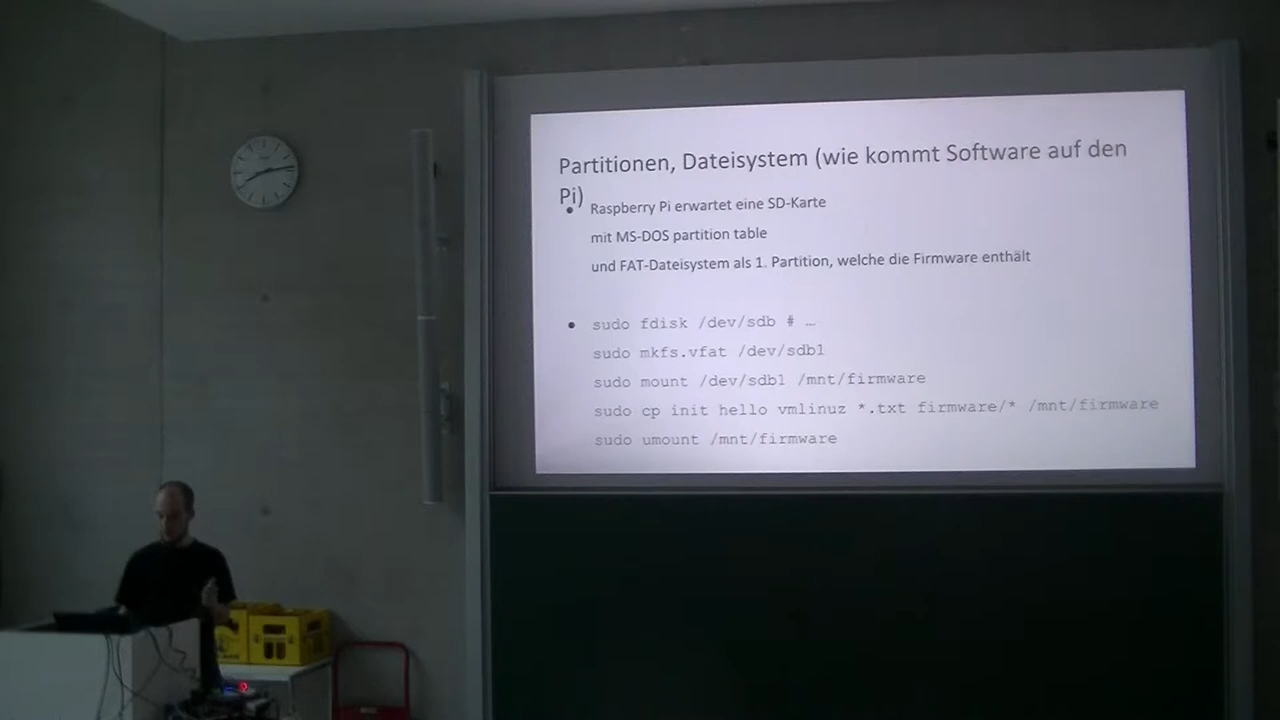 Partitionen, Dateisystem (wie kommt Software auf den
Pi)
• Raspberry Pi erwartet eine SD-Karte
mit MS-DOS partition table
und FAT-Dateisystem als 1. Partition, welche die Firmware enthält
• sudo fdisk /dev/sdb # …
sudo mkfs.vfat /dev/sdb1
sudo mount /dev/sdb1 /mnt/firmware
sudo cp init hello vmlinuz *.txt firmware/* /mnt/firmware
sudo umount /mnt/firmware